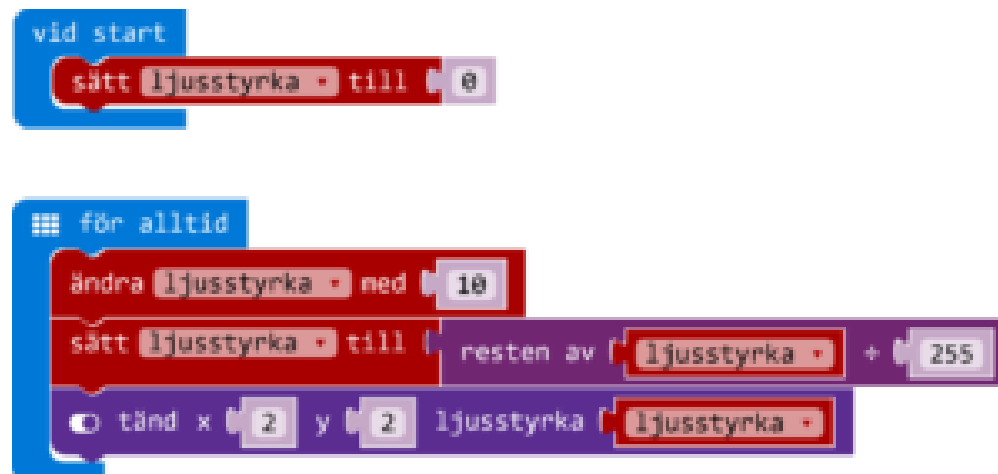 vid start
sätt ljusstyrka till 0
för alltid
ändra ljusstyrka med 10
sätt ljusstyrka till resten av ljusstyrka ÷ 255
tänd x 2 y 2 ljusstyrka ljusstyrka